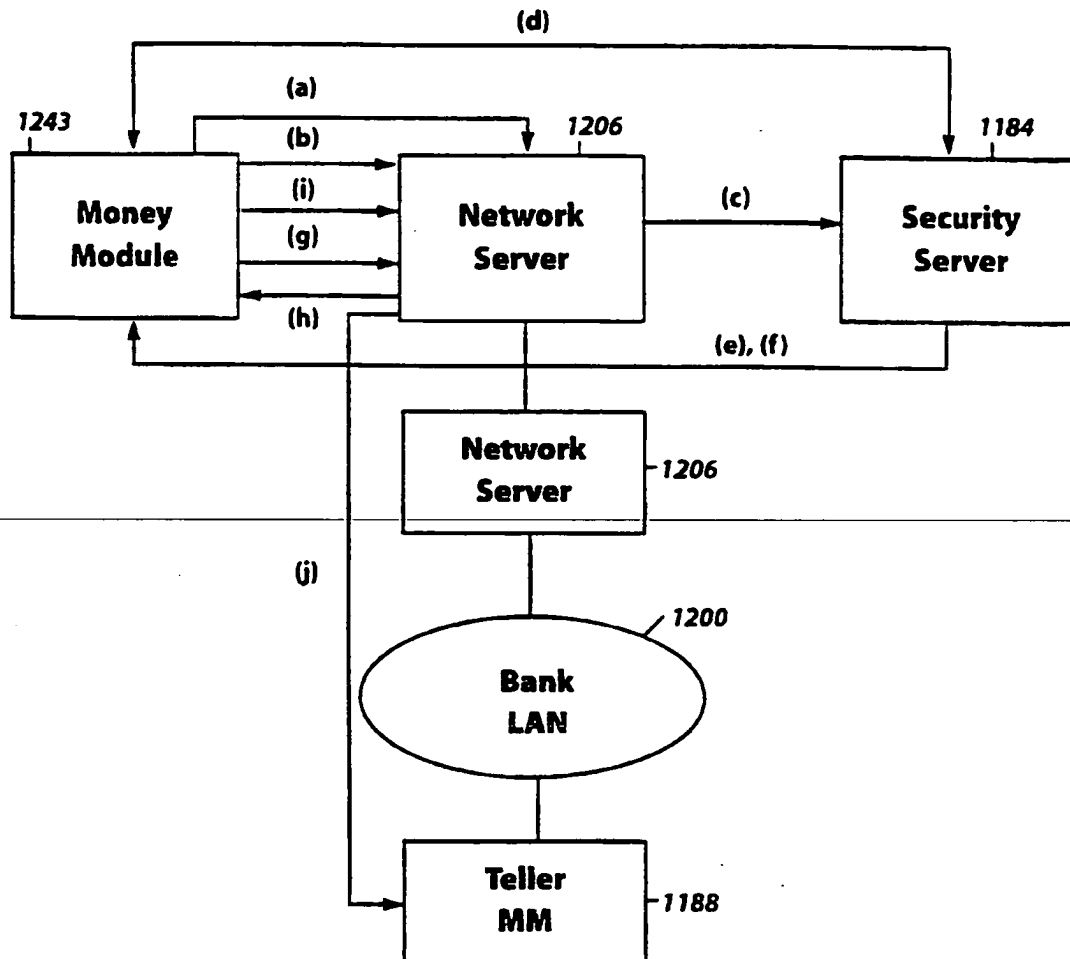 (d)
(a)
1243
(b)
1206
1184
(i)
(c)
Money
Module
Network
Server
Security
Server
(g)
(h)
(e), (f)
Network
Server
1206
(j)
1200
Bank
LAN
Teller
MM
1188